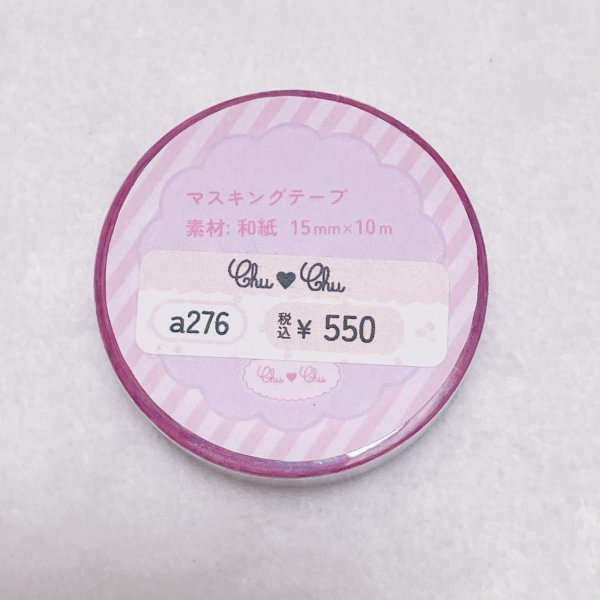 マスキングテープ
素材: 和紙 15mm×10m
Chu♥Chu
a276 税込¥550
Chu♥Chu